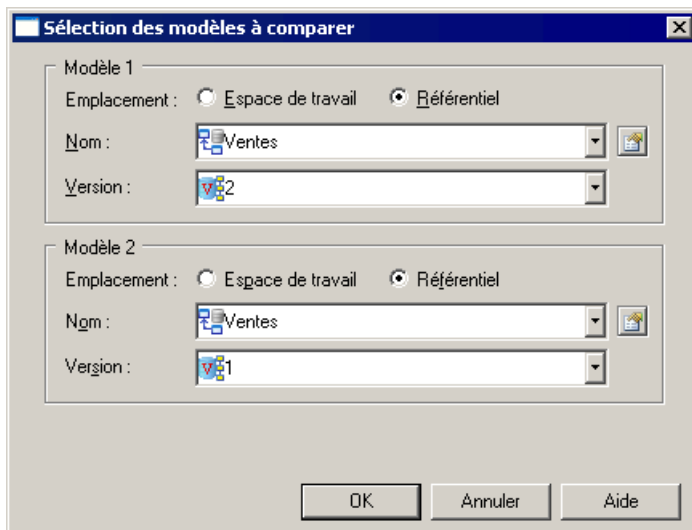 Sélection des modèles à comparer
Modèle 1
Emplacement : Espace de travail Référentiel
Nom : Ventes
Version : 2
Modèle 2
Emplacement : Espace de travail Référentiel
Nom : Ventes
Version : 1
OK Annuler Aide